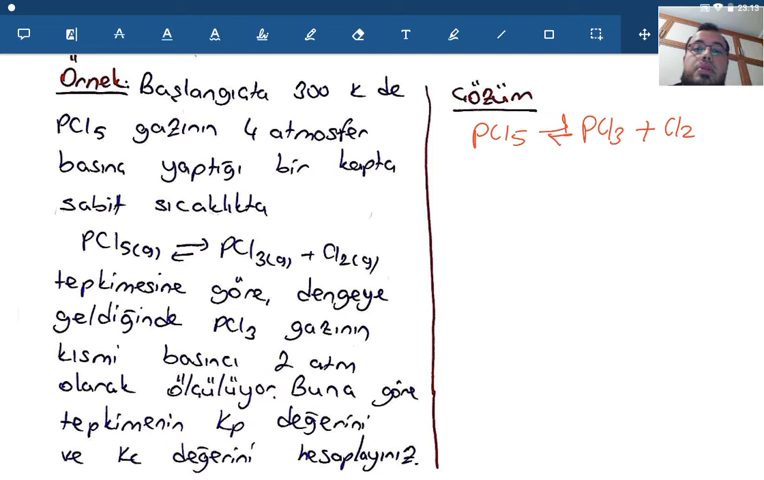 23:13
A
A
A
A
T
Örnek: Başlangıçta 300 K de
PCl5 gazının 4 atmosfer
basınç yaptığı bir kapta
sabit sıcaklıkta
PCl5(g) ⇌ PCl3(g) + Cl2(g)
tepkimesine göre, dengeye
geldiğinde PCl3 gazının
kısmi basıncı 2 atm
olarak ölçülüyor. Buna göre
tepkimenin Kp değerini
ve Kc değerini hesaplayınız.
Çözüm
PCl5 ⇌ PCl3 + Cl2